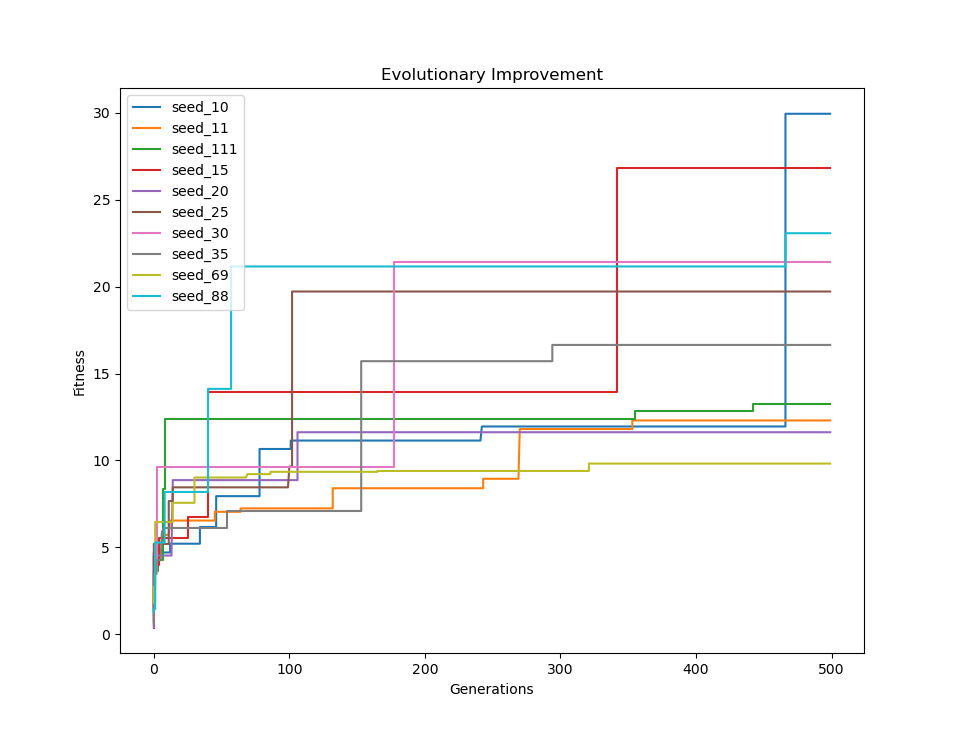 Evolutionary Improvement
seed_10
seed_11
seed_111
seed_15
seed_20
seed_25
seed_30
seed_35
seed_69
seed_88
30
25
20
15
10
5
0
Fitness
0 100 200 300 400 500
Generations